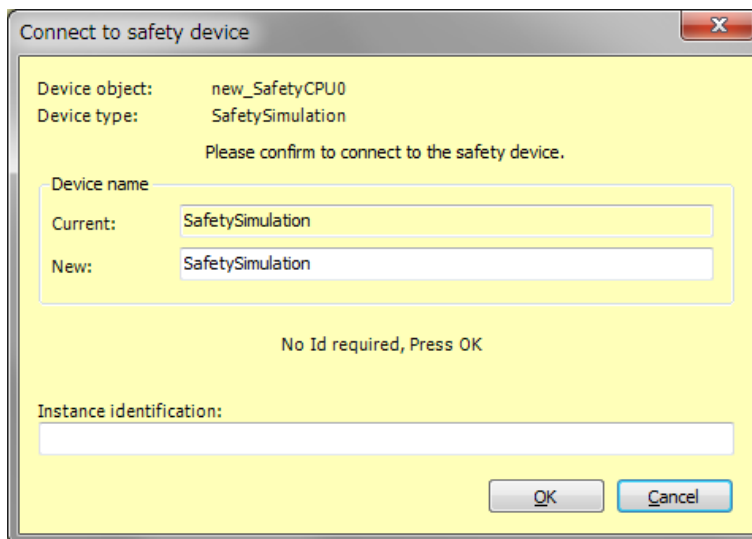 Connect to safety device
Device object: new_SafetyCPU0
Device type: SafetySimulation
Please confirm to connect to the safety device.
Device name
Current: SafetySimulation
New: SafetySimulation
No Id required, Press OK
Instance identification:
OK Cancel